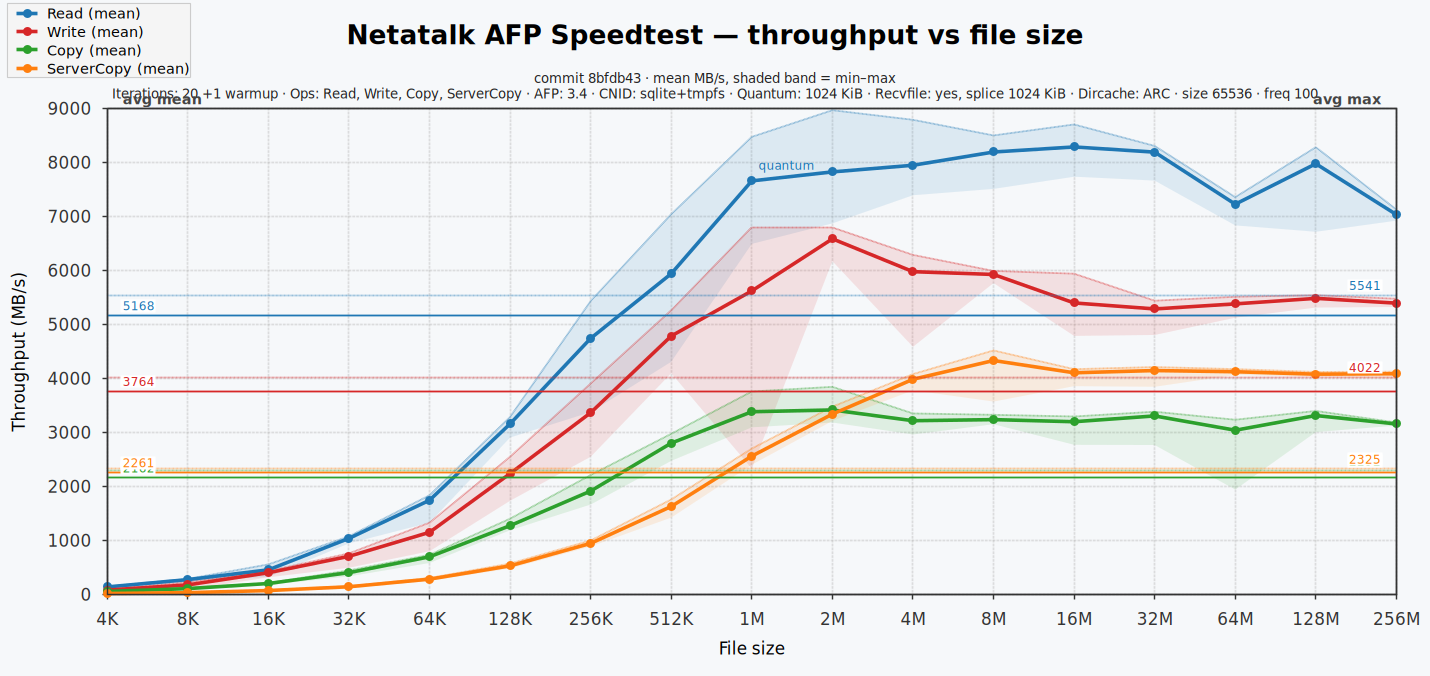 Read (mean)
Write (mean)
Copy (mean)
ServerCopy (mean)
Netatalk AFP Speedtest — throughput vs file size
commit 8bfdb43 · mean MB/s, shaded band = min–max
Iterations: 20 +1 warmup · Ops: Read, Write, Copy, ServerCopy · AFP: 3.4 · CNID: sqlite+tmpfs · Quantum: 1024 KiB · Recvfile: yes, splice 1024 KiB · Dircache: ARC · size 65536 · freq 100
avg mean
avg max
9000
8000
7000
6000
5000
4000
3000
2000
1000
0
Throughput (MB/s)
quantum
5168
5541
3764
4022
2261
2325
4K 8K 16K 32K 64K 128K 256K 512K 1M 2M 4M 8M 16M 32M 64M 128M 256M
File size